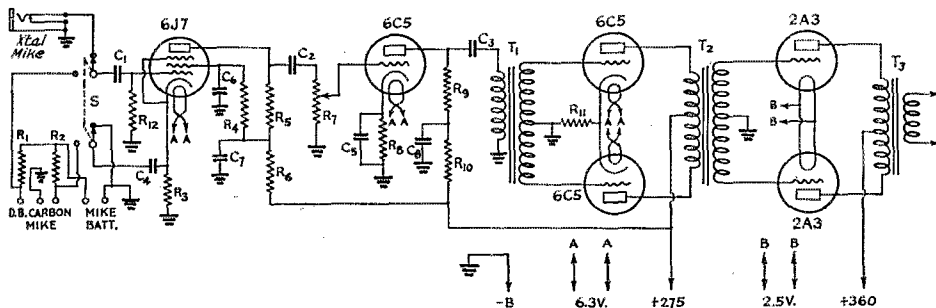 6J7
6C5
6C5
2A3
Xtal
Mike
C1
C2
C3
T1
T2
T3
S
C6
R12
A A
R4
R5
R7
R9
C5
R8
A A
C8
R11
A A
A A
B
B
R1
R2
C4
R3
C7
R6
R10
6C5
2A3
D.B. CARBON
MIKE
MIKE
BATT.
A A
B B
-B
6.3V.
+275
2.5V.
+360